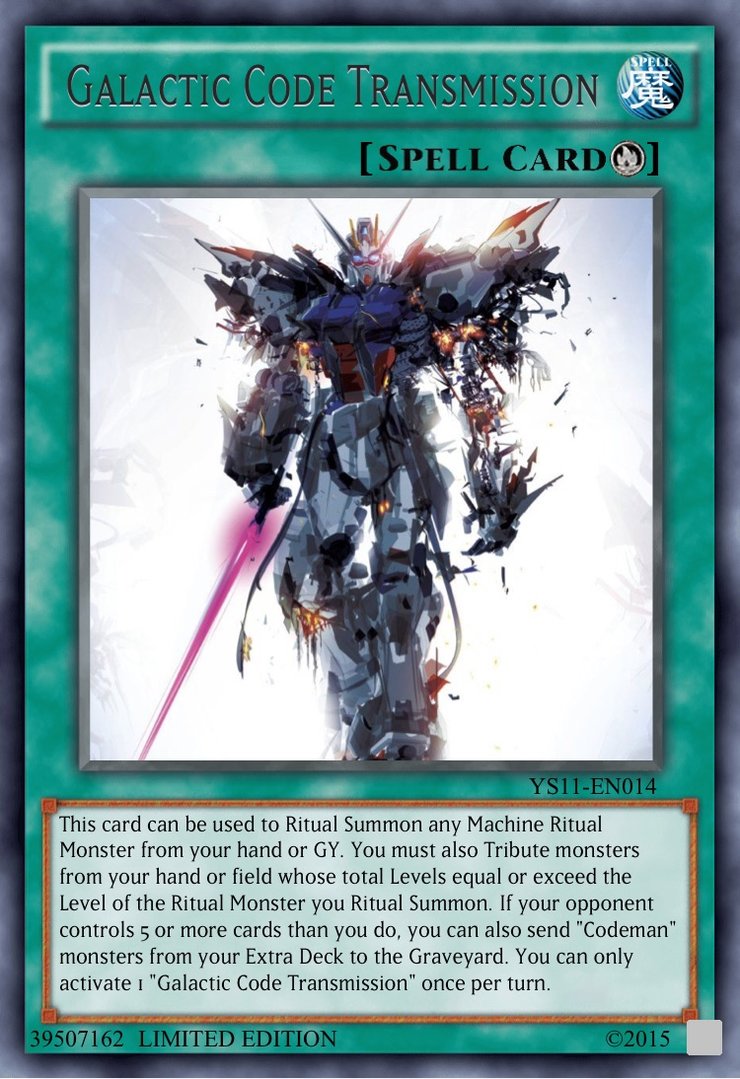 GALACTIC CODE TRANSMISSION
SPELL
魔
[SPELL CARD]
YS11-EN014
This card can be used to Ritual Summon any Machine Ritual
Monster from your hand or GY. You must also Tribute monsters
from your hand or field whose total Levels equal or exceed the
Level of the Ritual Monster you Ritual Summon. If your opponent
controls 5 or more cards than you do, you can also send "Codeman"
monsters from your Extra Deck to the Graveyard. You can only
activate 1 "Galactic Code Transmission" once per turn.
39507162 LIMITED EDITION ©2015